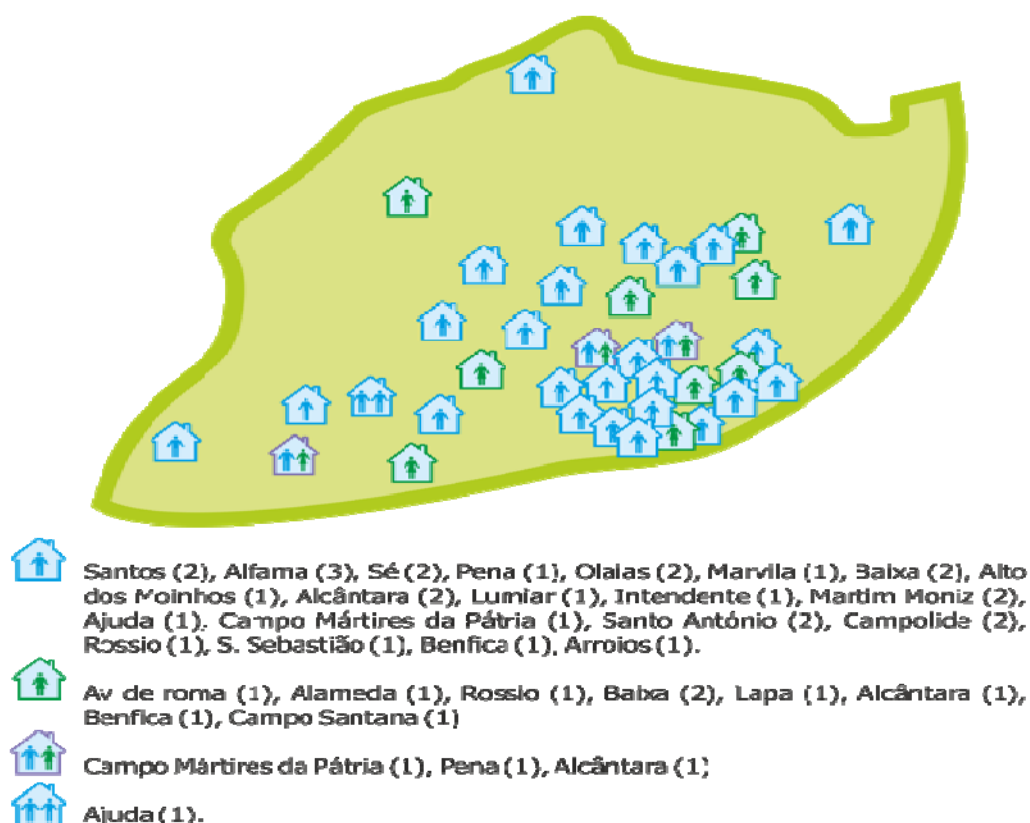 Santos (2), Alfama (3), Sé (2), Pena (1), Olaias (2), Marvila (1), Baixa (2), Alto
dos Moinhos (1), Alcântara (2), Lumiar (1), Intendente (1), Martim Moniz (2),
Ajuda (1). Campo Mártires da Pátria (1), Santo António (2), Campolide (2),
Rossio (1), S. Sebastião (1), Benfica (1), Arroios (1).
Av de roma (1), Alameda (1), Rossio (1), Baixa (2), Lapa (1), Alcântara (1),
Benfica (1), Campo Santana (1)
Campo Mártires da Pátria (1), Pena (1), Alcântara (1)
Ajuda (1).